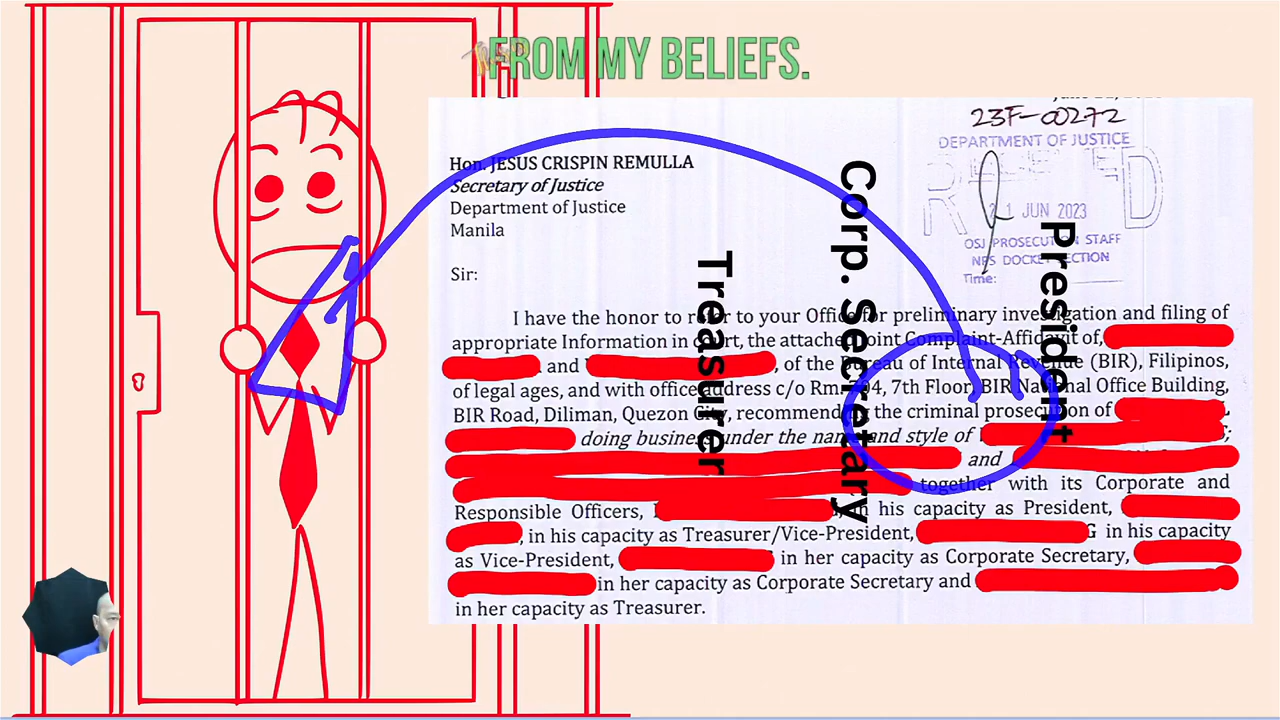 FROM MY BELIEFS.
23F-00272
DEPARTMENT OF JUSTICE
21 JUN 2023
OSJ PROSECUTION STAFF
NPS DOCKET SECTION
Time:
Hon. JESUS CRISPIN REMULLA
Secretary of Justice
Department of Justice
Manila
Sir:
I have the honor to refer to your Office for preliminary investigation and filing of
appropriate Information in court, the attached Joint Complaint-Affidavit of,
and , of the Bureau of Internal Revenue (BIR), Filipinos,
of legal ages, and with office address c/o Rm. 704, 7th Floor, BIR National Office Building,
BIR Road, Diliman, Quezon City, recommending the criminal prosecution of
doing business under the name and style of
and
together with its Corporate and
Responsible Officers, in his capacity as President,
, in his capacity as Treasurer/Vice-President, G in his capacity
as Vice-President, in her capacity as Corporate Secretary,
in her capacity as Corporate Secretary and
in her capacity as Treasurer.
Treasurer
Corp. Secretary
President